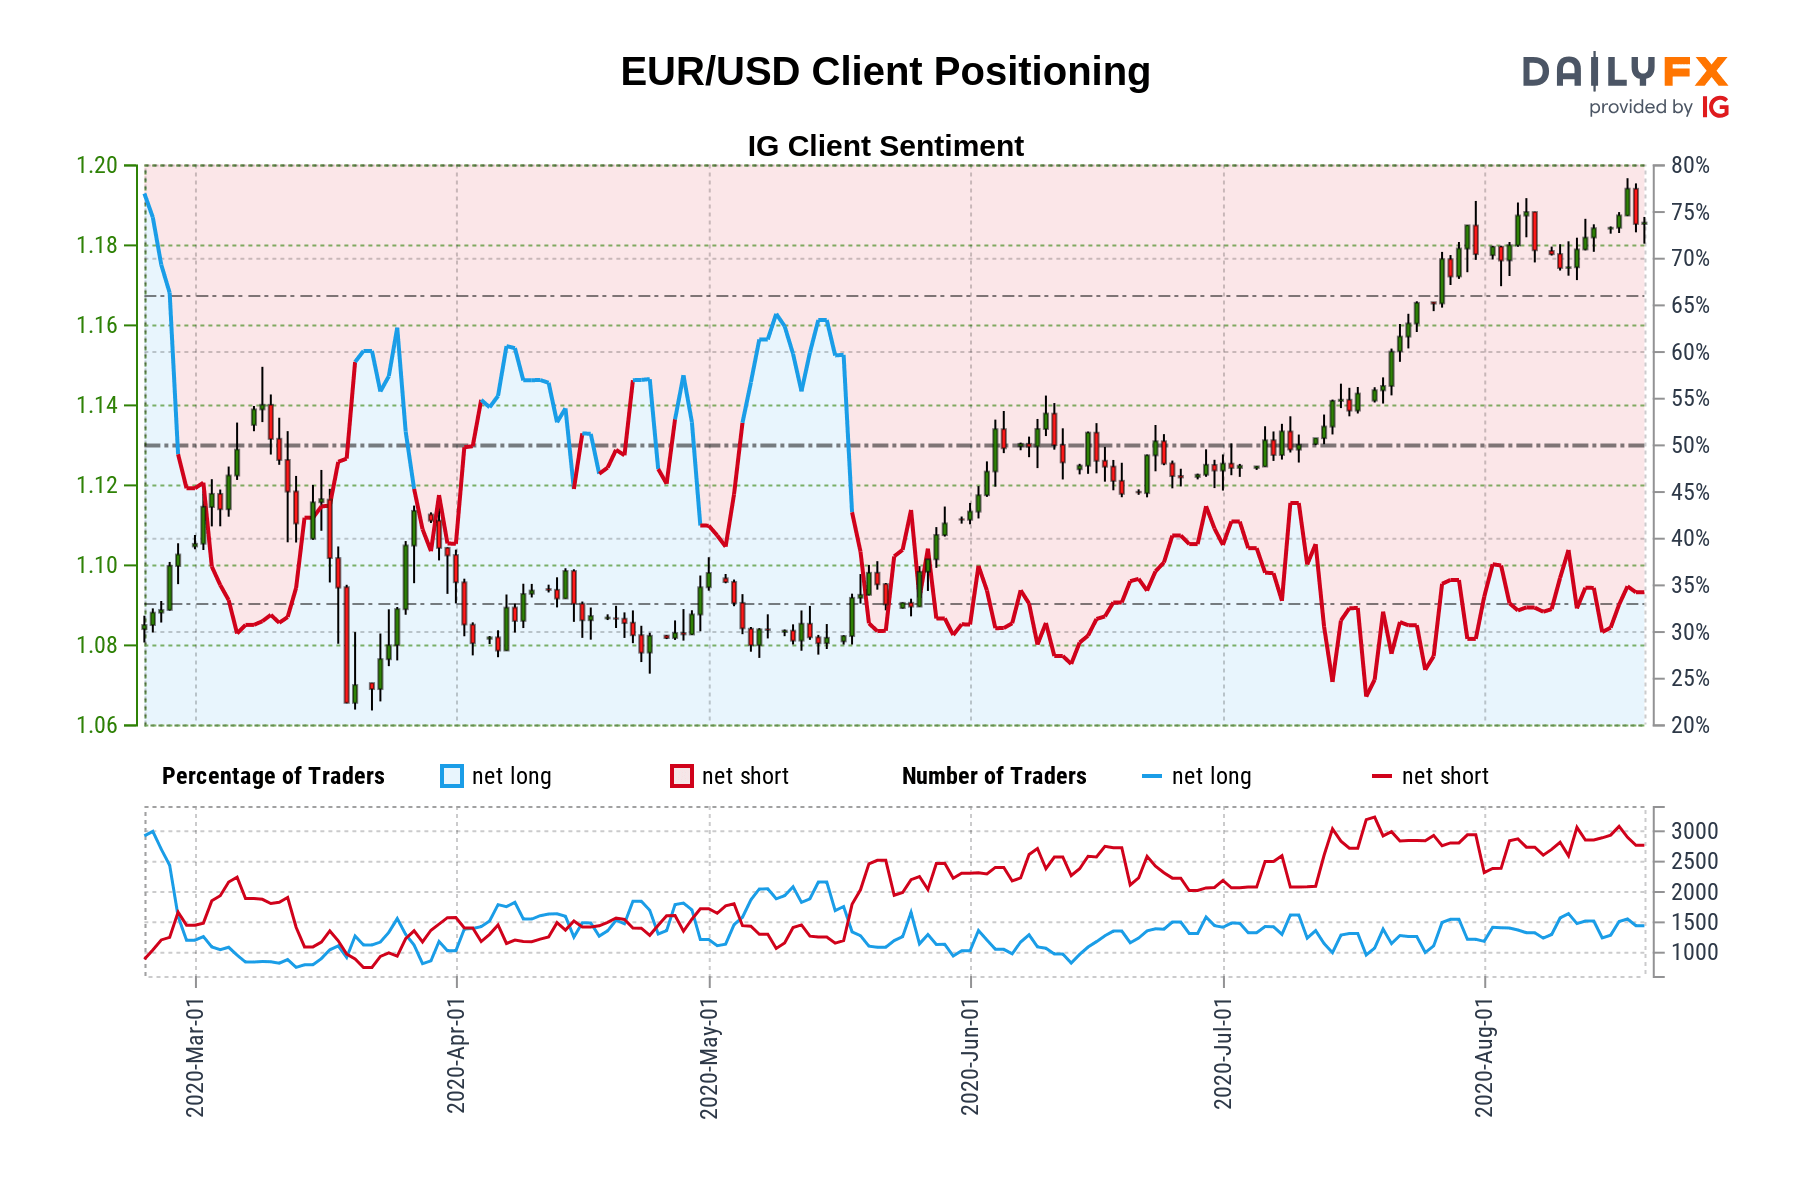 EUR/USD Client Positioning
DAILYFX
provided by IG
IG Client Sentiment
1.20
1.18
1.16
1.14
1.12
1.10
1.08
1.06
80%
75%
70%
65%
60%
55%
50%
45%
40%
35%
30%
25%
20%
Percentage of Traders net long net short Number of Traders net long net short
3000
2500
2000
1500
1000
2020-Mar-01
2020-Apr-01
2020-May-01
2020-Jun-01
2020-Jul-01
2020-Aug-01